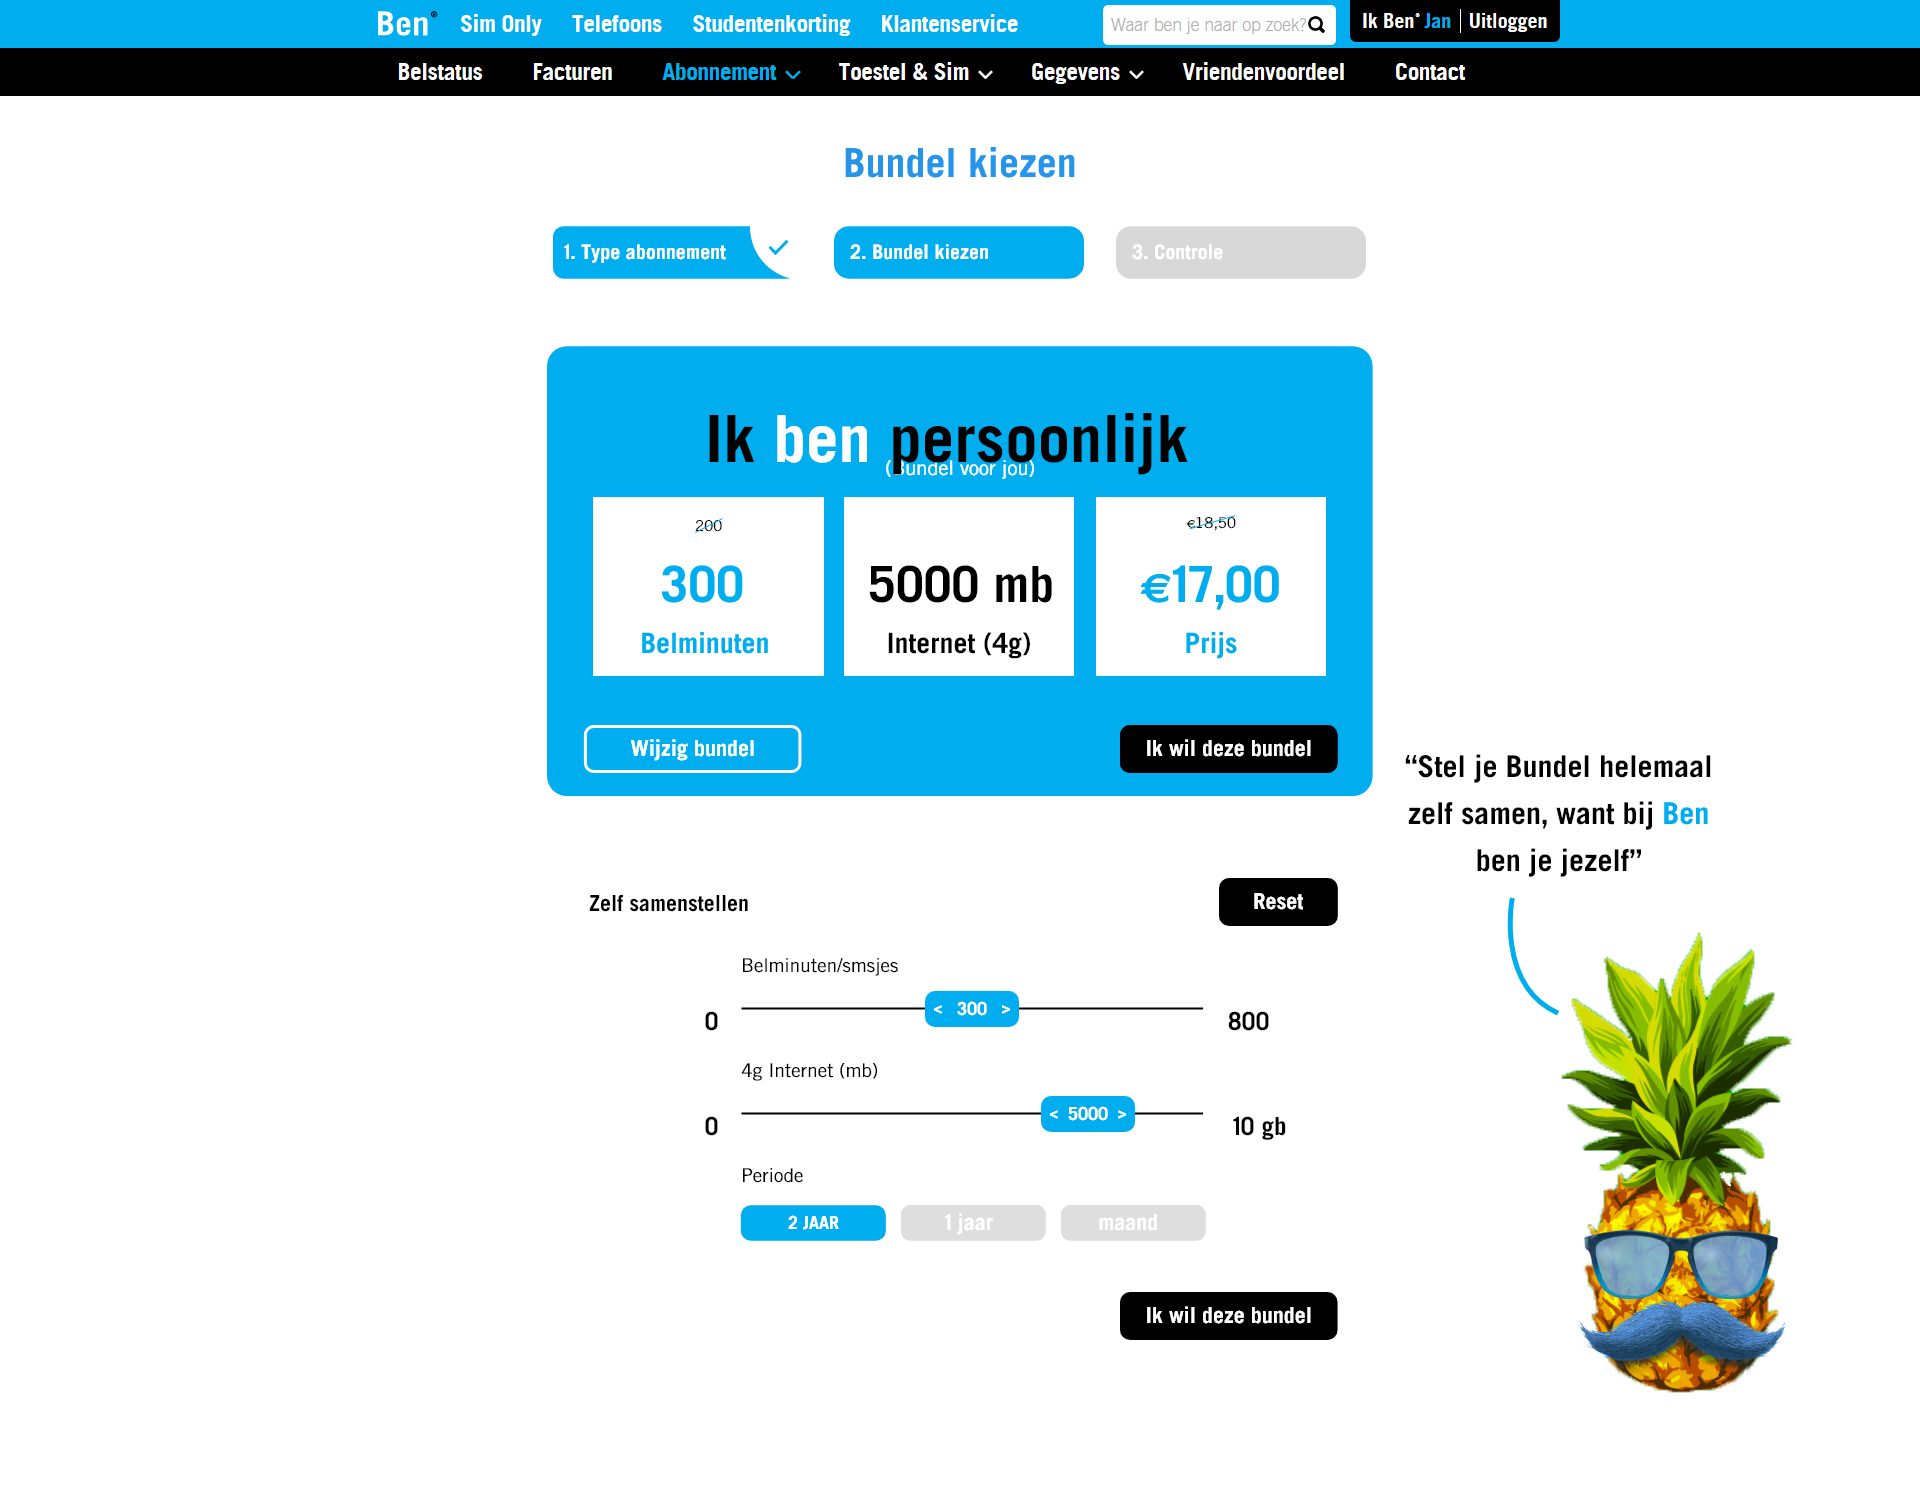 Ben® Sim Only Telefoons Studentenkorting Klantenservice Waar ben je naar op zoek? Ik Ben® Jan Uitloggen
Belstatus Facturen Abonnement Toestel & Sim Gegevens Vriendenvoordeel Contact
Bundel kiezen
1. Type abonnement 2. Bundel kiezen 3. Controle
Ik ben persoonlijk
(Bundel voor jou)
200 €18,50
300 5000 mb €17,00
Belminuten Internet (4g) Prijs
Wijzig bundel Ik wil deze bundel
“Stel je Bundel helemaal
zelf samen, want bij Ben
ben je jezelf”
Zelf samenstellen Reset
Belminuten/smsjes
0 < 300 > 800
4g Internet (mb)
0 < 5000 > 10 gb
Periode
2 JAAR 1 jaar maand
Ik wil deze bundel